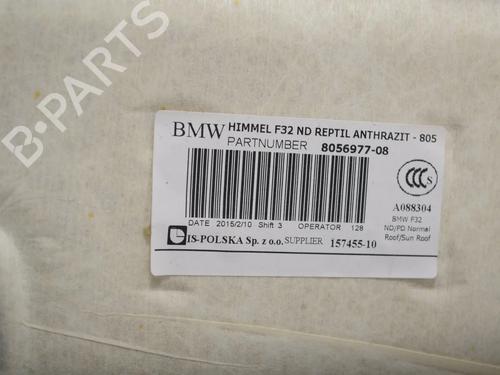 B-PARTS
BMW HIMMEL F32 ND REPTIL ANTHRAZIT - 805
PARTNUMBER 8056977-08
CCC S
A088304
DATE 2015/2/10 Shift 3 OPERATOR 128
BMW F32
ND/PD Normal
Roof/Sun Roof
IS-POLSKA Sp. z o.o. SUPPLIER 157455-10